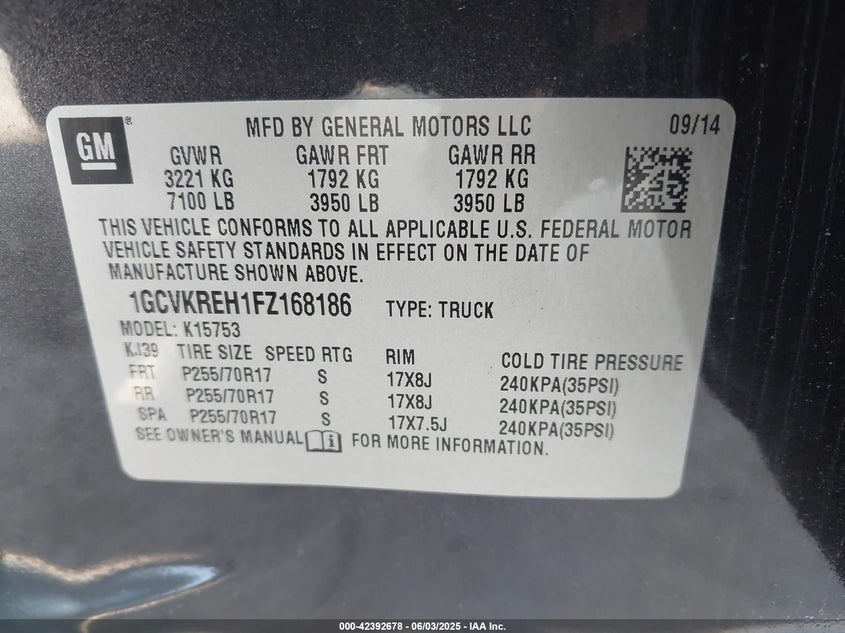 GM ® MFD BY GENERAL MOTORS LLC 09/14
GVWR GAWR FRT GAWR RR
3221 KG 1792 KG 1792 KG
7100 LB 3950 LB 3950 LB
THIS VEHICLE CONFORMS TO ALL APPLICABLE U.S. FEDERAL MOTOR
VEHICLE SAFETY STANDARDS IN EFFECT ON THE DATE OF
MANUFACTURE SHOWN ABOVE.
1GCVKREH1FZ168186 TYPE: TRUCK
MODEL: K15753
KJ39 TIRE SIZE SPEED RTG RIM COLD TIRE PRESSURE
FRT P255/70R17 S 17X8J 240KPA(35PSI)
RR P255/70R17 S 17X8J 240KPA(35PSI)
SPA P255/70R17 S 17X7.5J 240KPA(35PSI)
SEE OWNER'S MANUAL i FOR MORE INFORMATION.
000-42392678 - 06/03/2025 - IAA Inc.